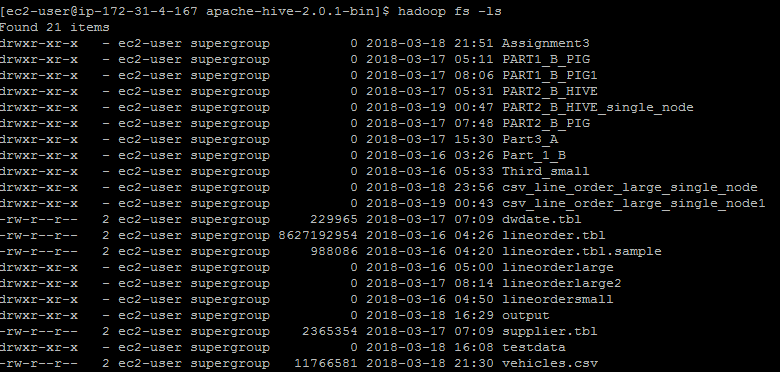 [ec2-user@ip-172-31-4-167 apache-hive-2.0.1-bin]$ hadoop fs -ls
Found 21 items
drwxr-xr-x - ec2-user supergroup 0 2018-03-18 21:51 Assignment3
drwxr-xr-x - ec2-user supergroup 0 2018-03-17 05:11 PART1_B_PIG
drwxr-xr-x - ec2-user supergroup 0 2018-03-17 08:06 PART1_B_PIG1
drwxr-xr-x - ec2-user supergroup 0 2018-03-17 05:31 PART2_B_HIVE
drwxr-xr-x - ec2-user supergroup 0 2018-03-19 00:47 PART2_B_HIVE_single_node
drwxr-xr-x - ec2-user supergroup 0 2018-03-17 07:48 PART2_B_PIG
drwxr-xr-x - ec2-user supergroup 0 2018-03-17 15:30 Part3_A
drwxr-xr-x - ec2-user supergroup 0 2018-03-16 03:26 Part_1_B
drwxr-xr-x - ec2-user supergroup 0 2018-03-16 05:33 Third_small
drwxr-xr-x - ec2-user supergroup 0 2018-03-18 23:56 csv_line_order_large_single_node
drwxr-xr-x - ec2-user supergroup 0 2018-03-19 00:43 csv_line_order_large_single_node1
-rw-r--r-- 2 ec2-user supergroup 229965 2018-03-17 07:09 dwdate.tbl
-rw-r--r-- 2 ec2-user supergroup 8627192954 2018-03-16 04:26 lineorder.tbl
-rw-r--r-- 2 ec2-user supergroup 988086 2018-03-16 04:20 lineorder.tbl.sample
drwxr-xr-x - ec2-user supergroup 0 2018-03-16 05:00 lineorderlarge
drwxr-xr-x - ec2-user supergroup 0 2018-03-17 08:14 lineorderlarge2
drwxr-xr-x - ec2-user supergroup 0 2018-03-16 04:50 lineordersmall
drwxr-xr-x - ec2-user supergroup 0 2018-03-18 16:29 output
-rw-r--r-- 2 ec2-user supergroup 2365354 2018-03-17 07:09 supplier.tbl
drwxr-xr-x - ec2-user supergroup 0 2018-03-18 16:08 testdata
-rw-r--r-- 2 ec2-user supergroup 11766581 2018-03-18 21:30 vehicles.csv